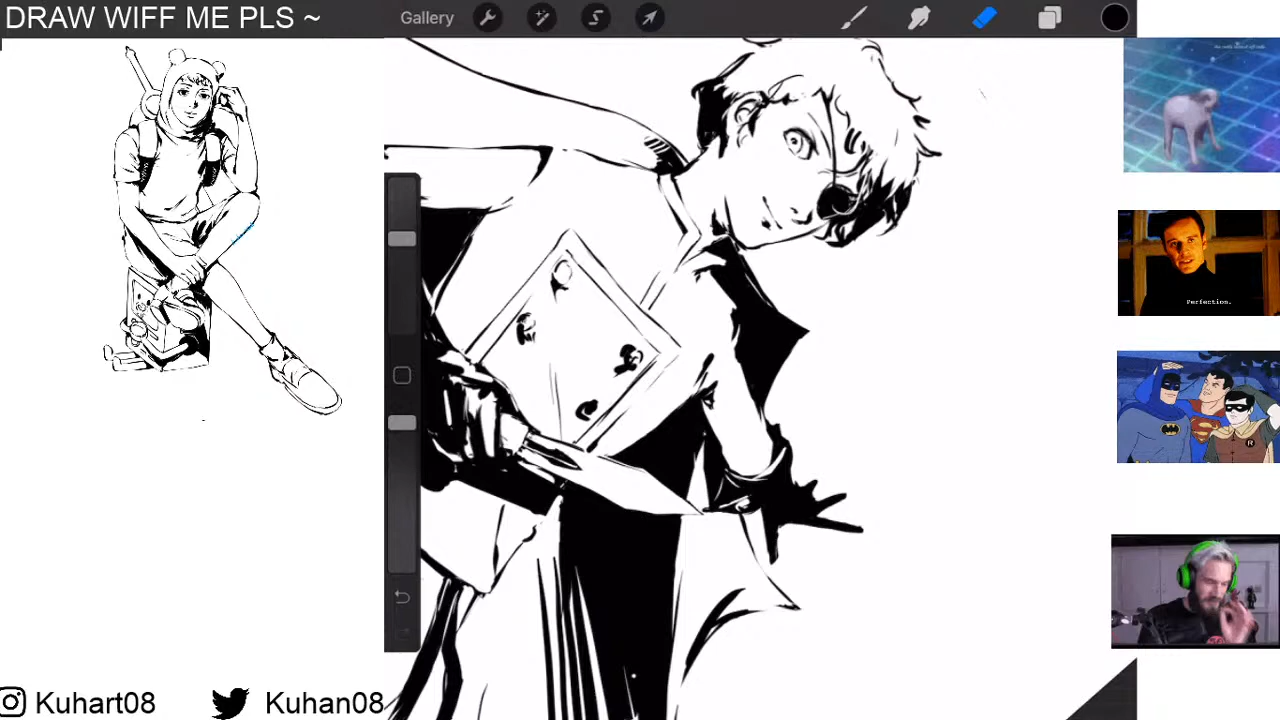 DRAW WIFF ME PLS ~
Gallery
Perfection.
Kuhart08
Kuhan08